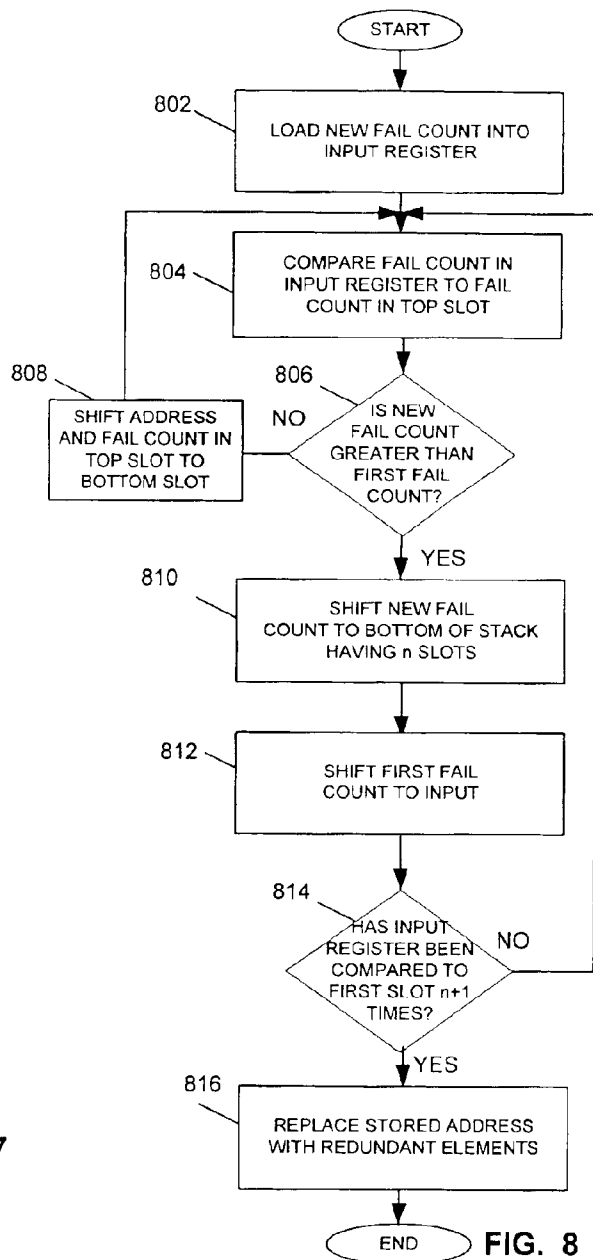 START
802
LOAD NEW FAIL COUNT INTO
INPUT REGISTER
804
COMPARE FAIL COUNT IN
INPUT REGISTER TO FAIL
COUNT IN TOP SLOT
808
SHIFT ADDRESS
AND FAIL COUNT IN
TOP SLOT TO
BOTTOM SLOT
NO
806
IS NEW
FAIL COUNT
GREATER THAN
FIRST FAIL
COUNT?
YES
810
SHIFT NEW FAIL
COUNT TO BOTTOM OF STACK
HAVING n SLOTS
812
SHIFT FIRST FAIL
COUNT TO INPUT
814
HAS INPUT
REGISTER BEEN
COMPARED TO
FIRST SLOT n+1
TIMES?
NO
YES
816
REPLACE STORED ADDRESS
WITH REDUNDANT ELEMENTS
END
FIG. 8